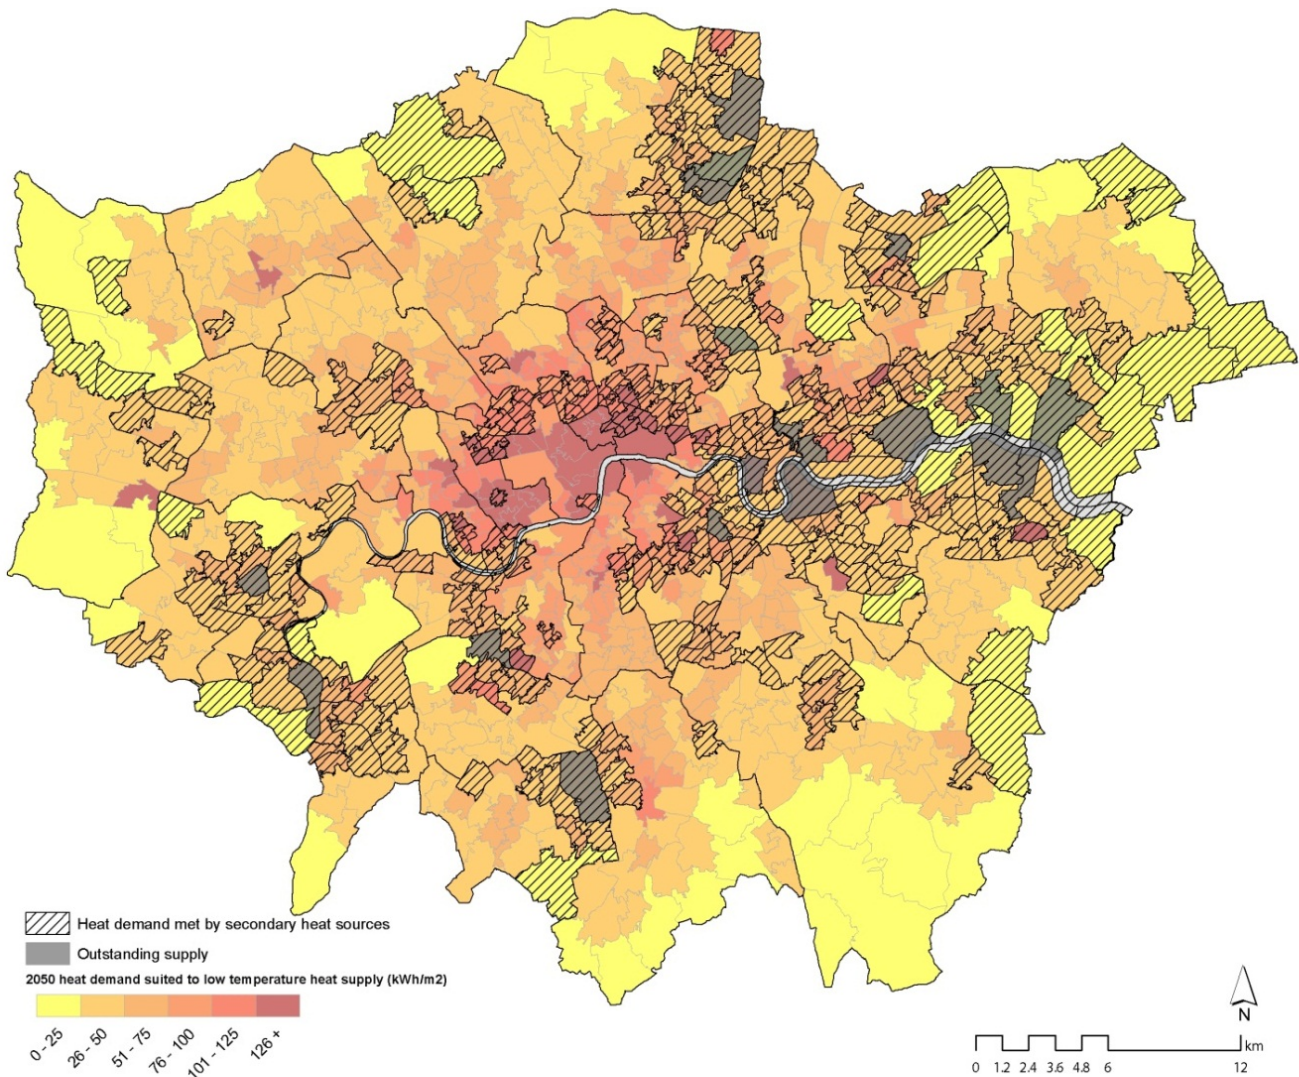 Heat demand met by secondary heat sources
Outstanding supply
2050 heat demand suited to low temperature heat supply (kWh/m2)
0 - 25
26 - 50
51 - 75
76 - 100
101 - 125
126 +
N
km
0 1.2 2.4 3.6 4.8 6 12